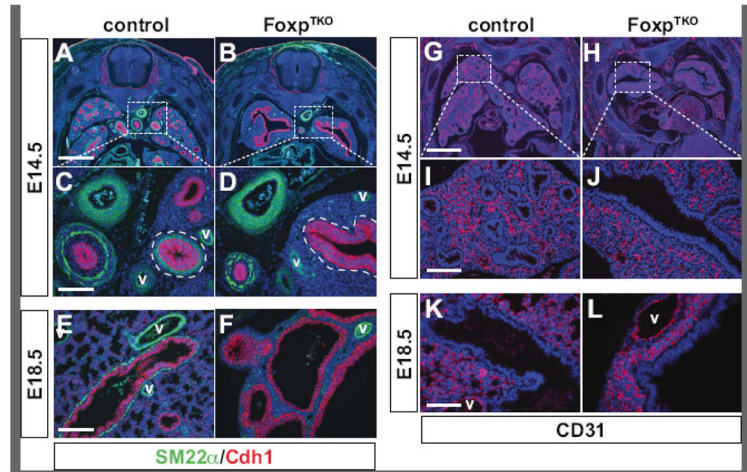 control
Foxp^TKO
control
Foxp^TKO
E14.5
A
B
C
D
v
v
v
v
E18.5
E
F
v
v
v
v
SM22α/Cdh1
E14.5
G
H
I
J
E18.5
K
L
v
v
CD31